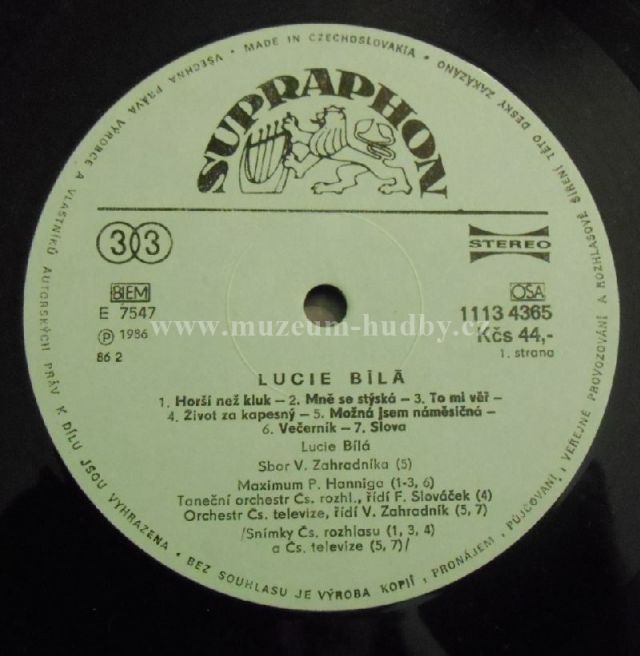 VŠECHNA PRÁVA VÝROBCE A VLASTNÍKŮ AUTORSKÝCH PRÁV K DÍLU JSOU VYHRAZENA • BEZ SOUHLASU JE VÝROBA KOPIÍ, PRONÁJEM, PŮJČOVÁNÍ, VEŘEJNÉ PROVOZOVÁNÍ A ROZHLASOVÉ ŠÍŘENÍ TÉTO DESKY ZAKÁZÁNO • MADE IN CZECHOSLOVAKIA •
SUPRAPHON
33
STEREO
BIEM
OSA
E 7547
1113 4365
℗ 1986
Kčs 44,-
86 2
1. strana
www.muzeum-hudby.cz
LUCIE BÍLÁ
1. Horší než kluk – 2. Mně se stýská – 3. To mi věř –
4. Život za kapesný – 5. Možná jsem náměsíčná –
6. Večerník – 7. Slova
Lucie Bílá
Sbor V. Zahradníka (5)
Maximum P. Hanniga (1-3, 6)
Taneční orchestr Čs. rozhl., řídí F. Slováček (4)
Orchestr Čs. televize, řídí V. Zahradník (5, 7)
/Snímky Čs. rozhlasu (1, 3, 4)
a Čs. televize (5, 7)/